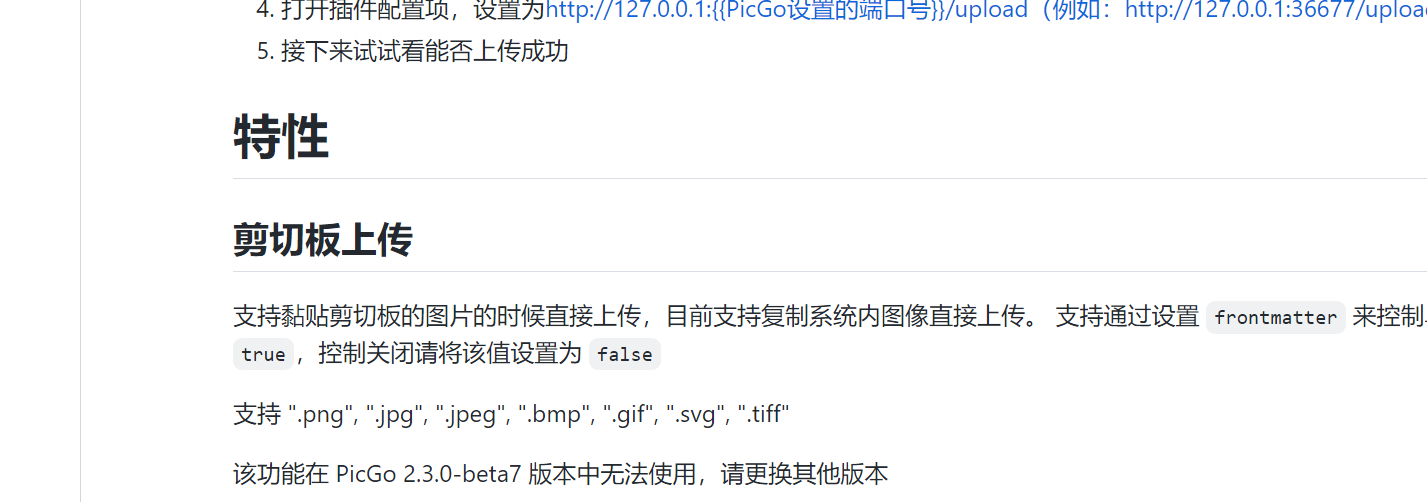 4. 打开插件配置项，设置为http://127.0.0.1:{{PicGo设置的端口号}}/upload（例如：http://127.0.0.1:36677/uploa
5. 接下来试试看能否上传成功
特性
剪切板上传
支持黏贴剪切板的图片的时候直接上传，目前支持复制系统内图像直接上传。 支持通过设置 frontmatter 来控制
true ，控制关闭请将该值设置为 false
支持 ".png", ".jpg", ".jpeg", ".bmp", ".gif", ".svg", ".tiff"
该功能在 PicGo 2.3.0-beta7 版本中无法使用，请更换其他版本